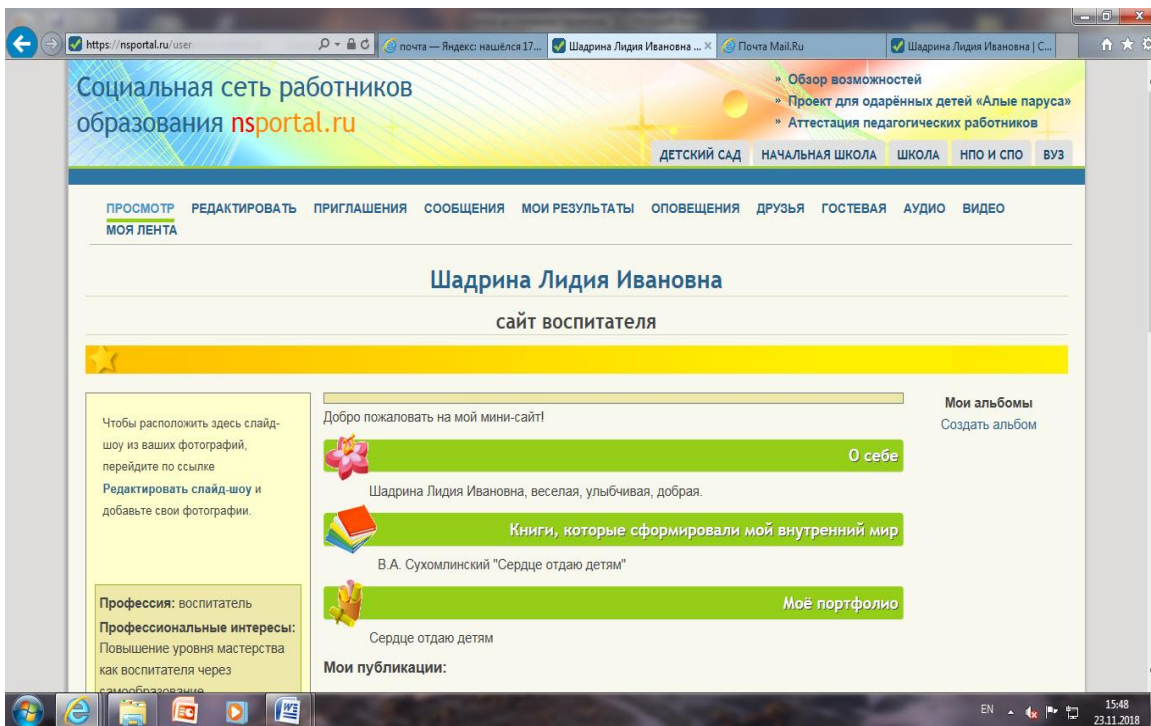 https://nsportal.ru/user
почта — Яндекс: нашёлся 17...
Шадрина Лидия Ивановна ...
Почта Mail.Ru
Шадрина Лидия Ивановна | С...
Социальная сеть работников
образования nsportal.ru
» Обзор возможностей
» Проект для одарённых детей «Алые паруса»
» Аттестация педагогических работников
ДЕТСКИЙ САД НАЧАЛЬНАЯ ШКОЛА ШКОЛА НПО И СПО ВУЗ
ПРОСМОТР РЕДАКТИРОВАТЬ ПРИГЛАШЕНИЯ СООБЩЕНИЯ МОИ РЕЗУЛЬТАТЫ ОПОВЕЩЕНИЯ ДРУЗЬЯ ГОСТЕВАЯ АУДИО ВИДЕО
МОЯ ЛЕНТА
Шадрина Лидия Ивановна
сайт воспитателя
Чтобы расположить здесь слайд-
шоу из ваших фотографий,
перейдите по ссылке
Редактировать слайд-шоу и
добавьте свои фотографии.
Профессия: воспитатель
Профессиональные интересы:
Повышение уровня мастерства
как воспитателя через
самообразование
Добро пожаловать на мой мини-сайт!
О себе
Шадрина Лидия Ивановна, веселая, улыбчивая, добрая.
Книги, которые сформировали мой внутренний мир
В.А. Сухомлинский "Сердце отдаю детям"
Моё портфолио
Сердце отдаю детям
Мои публикации:
Мои альбомы
Создать альбом
EN
15:48
23.11.2018